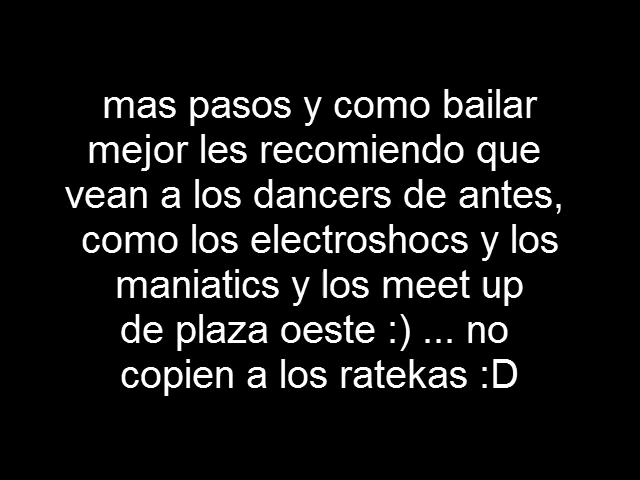 mas pasos y como bailar
mejor les recomiendo que
vean a los dancers de antes,
como los electroshocs y los
maniatics y los meet up
de plaza oeste :) ... no
copien a los ratekas :D